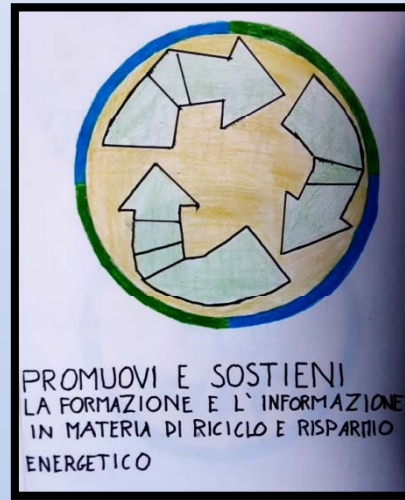 PROMUOVI E SOSTIENI
LA FORMAZIONE E L'INFORMAZIONE
IN MATERIA DI RICICLO E RISPARMIO
ENERGETICO